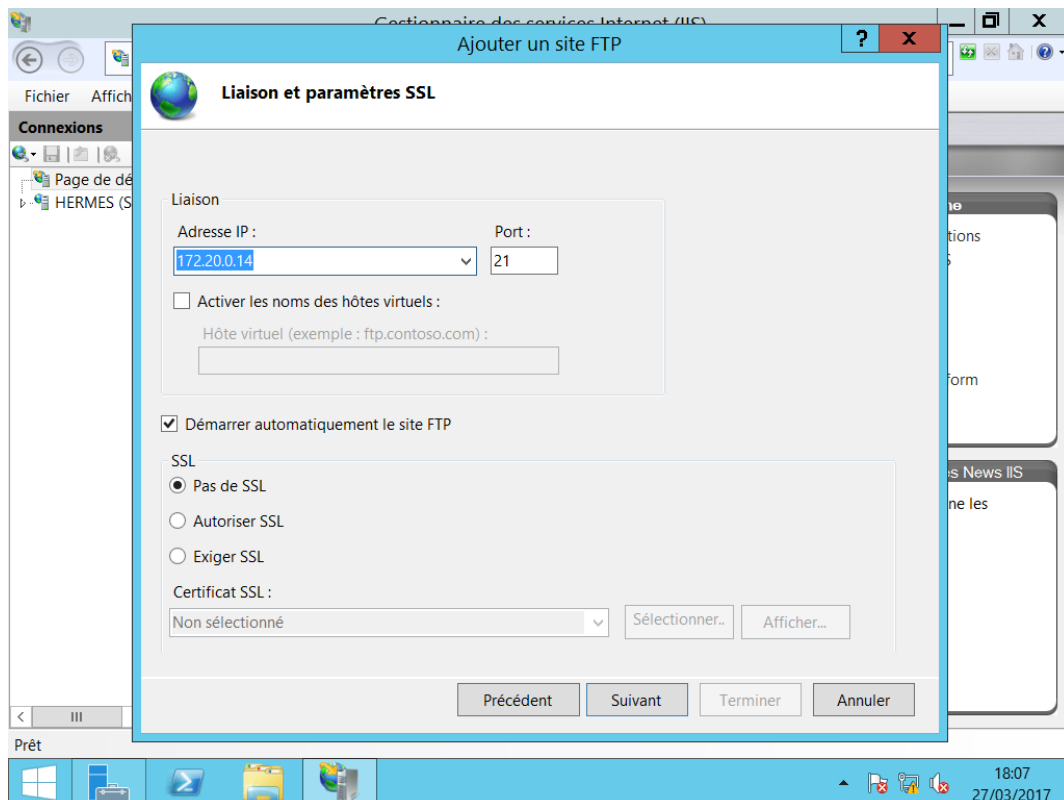 Gestionnaire des services Internet (IIS)
Ajouter un site FTP
?
X
X
Fichier
Affich
Liaison et paramètres SSL
Connexions
Page de dé
HERMES (S
Liaison
Adresse IP :
Port :
172.20.0.14
21
Activer les noms des hôtes virtuels :
Hôte virtuel (exemple : ftp.contoso.com) :
Démarrer automatiquement le site FTP
SSL
Pas de SSL
Autoriser SSL
Exiger SSL
Certificat SSL :
Non sélectionné
Sélectionner..
Afficher...
tions
form
s News IIS
ne les
Précédent
Suivant
Terminer
Annuler
Prêt
18:07
27/03/2017